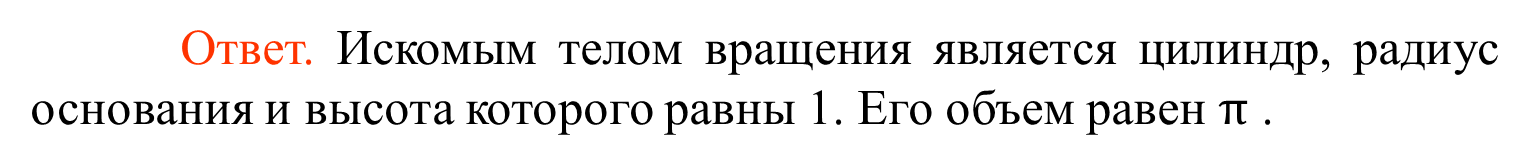 Ответ. Искомым телом вращения является цилиндр, радиус
основания и высота которого равны 1. Его объем равен π .